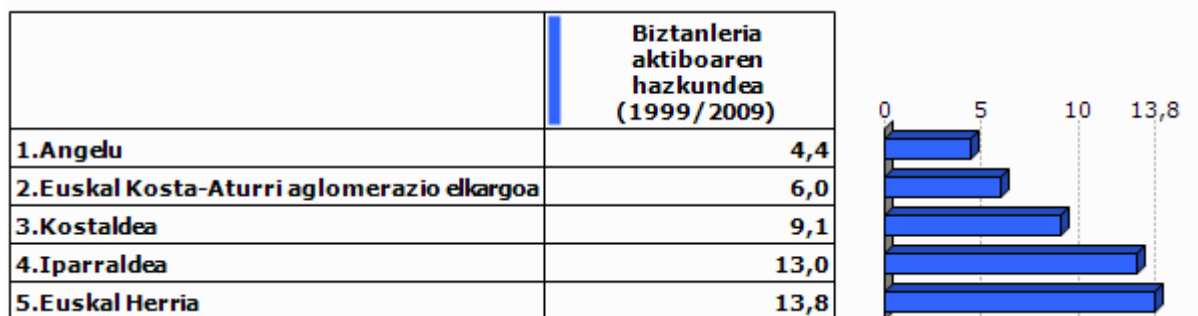 Biztanleria
aktiboaren
hazkundea
(1999/2009)
0 5 10 13,8
1.Angelu 4,4
2.Euskal Kosta-Aturri aglomerazio elkargoa 6,0
3.Kostaldea 9,1
4.Iparraldea 13,0
5.Euskal Herria 13,8